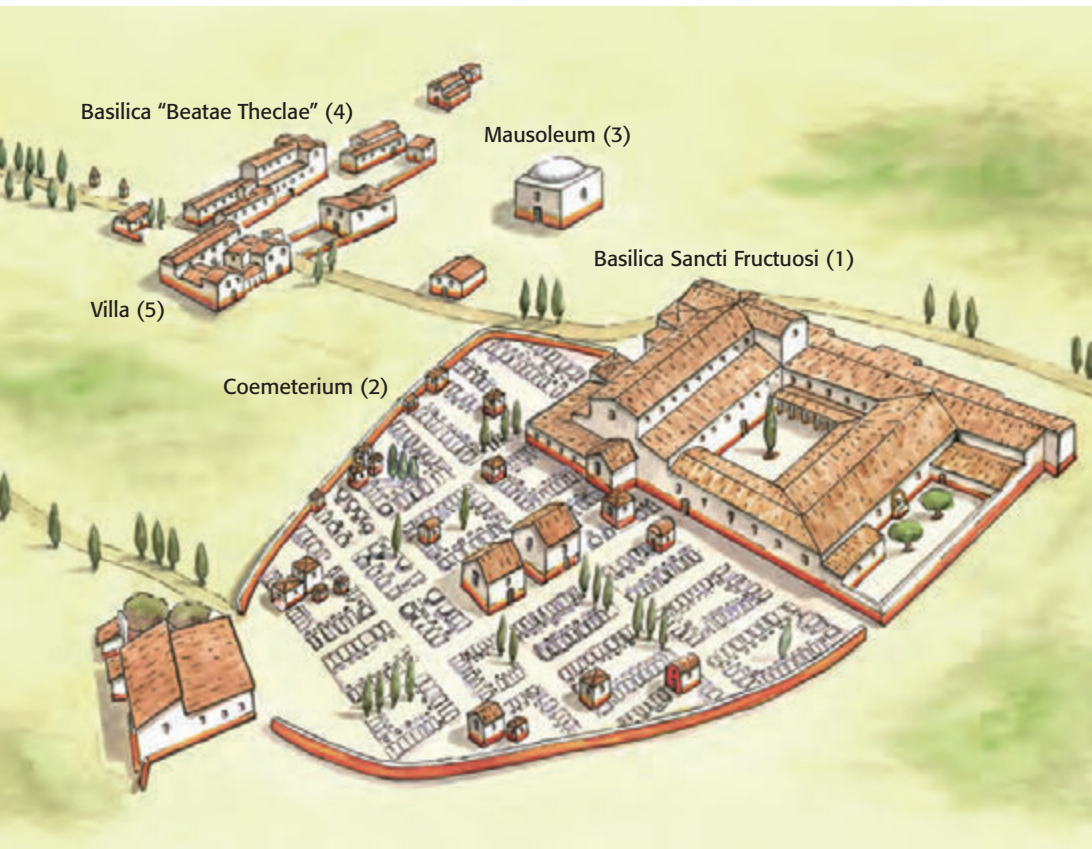 Basilica “Beatae Theclae” (4)
Mausoleum (3)
Basilica Sancti Fructuosi (1)
Villa (5)
Coemeterium (2)